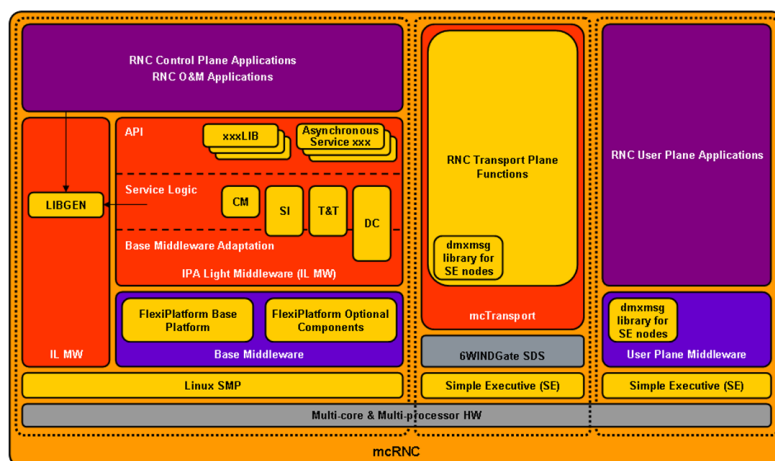 RNC Control Plane Applications
RNC O&M Applications
API
xxxLIB
Asynchronous
Service xxx
Service Logic
LIBGEN
CM
SI
T&T
DC
Base Middleware Adaptation
IPA Light Middleware (IL MW)
FlexiPlatform Base
Platform
FlexiPlatform Optional
Components
IL MW
Base Middleware
Linux SMP
RNC Transport Plane
Functions
dmxmsg
library for
SE nodes
mcTransport
6WINDGate SDS
Simple Executive (SE)
RNC User Plane Applications
dmxmsg
library for
SE nodes
User Plane Middleware
Simple Executive (SE)
Multi-core & Multi-processor HW
mcRNC